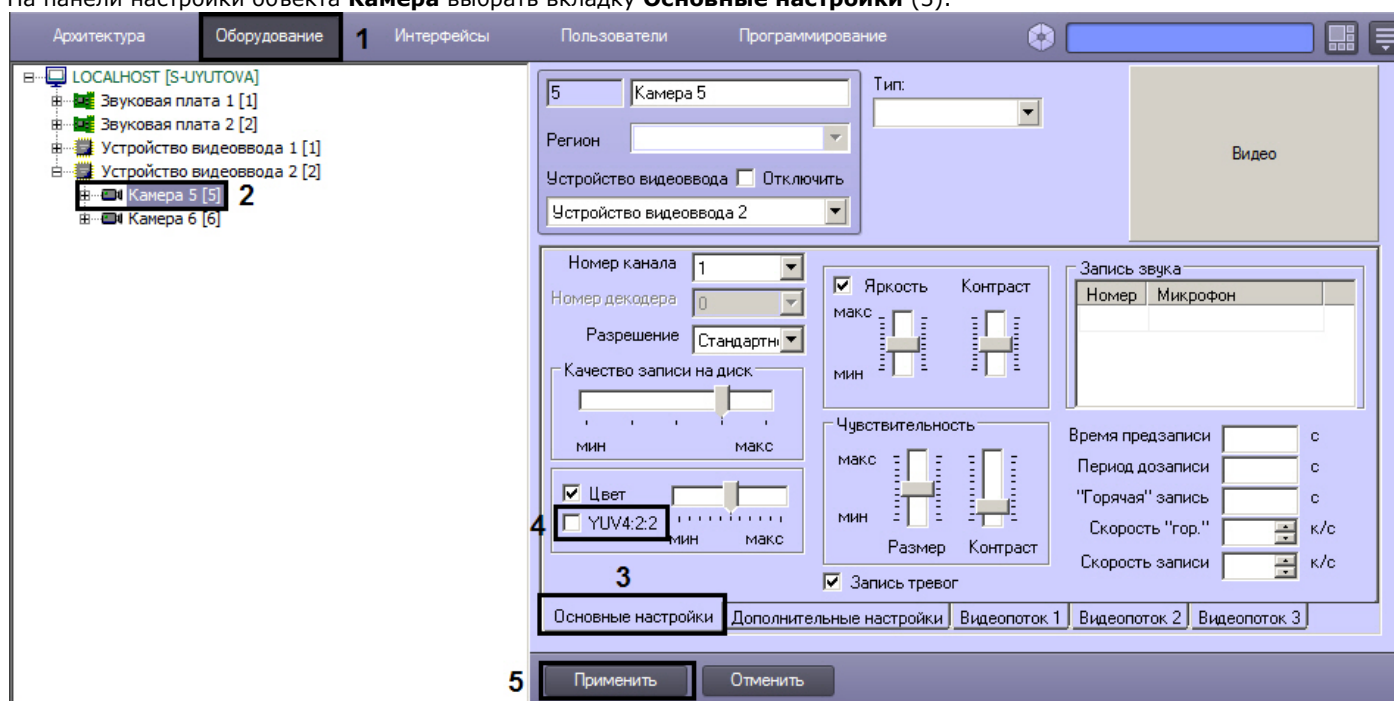 На панели настройки объекта Камера выбрать вкладку Основные настройки (3).
Архитектура Оборудование 1 Интерфейсы Пользователи Программирование
LOCALHOST [S-UYUTOVA]
Звуковая плата 1 [1]
Звуковая плата 2 [2]
Устройство видеоввода 1 [1]
Устройство видеоввода 2 [2]
Камера 5 [5] 2
Камера 6 [6]
5 Камера 5
Тип:
Регион
Устройство видеоввода Отключить
Устройство видеоввода 2
Видео
Номер канала 1
Номер декодера 0
Разрешение Стандартн
Качество записи на диск
мин макс
Цвет
4 YUV4:2:2
мин макс
Яркость Контраст
макс
мин
Чувствительность
макс
мин
Размер Контраст
Запись тревог
Запись звука
Номер Микрофон
Время предзаписи с
Период дозаписи с
"Горячая" запись с
Скорость "гор." к/с
Скорость записи к/с
3
Основные настройки Дополнительные настройки Видеопоток 1 Видеопоток 2 Видеопоток 3
5 Применить Отменить